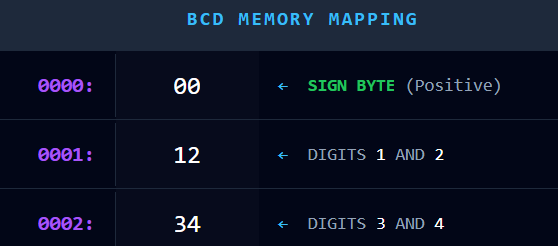 BCD MEMORY MAPPING
0000: 00 ← SIGN BYTE (Positive)
0001: 12 ← DIGITS 1 AND 2
0002: 34 ← DIGITS 3 AND 4